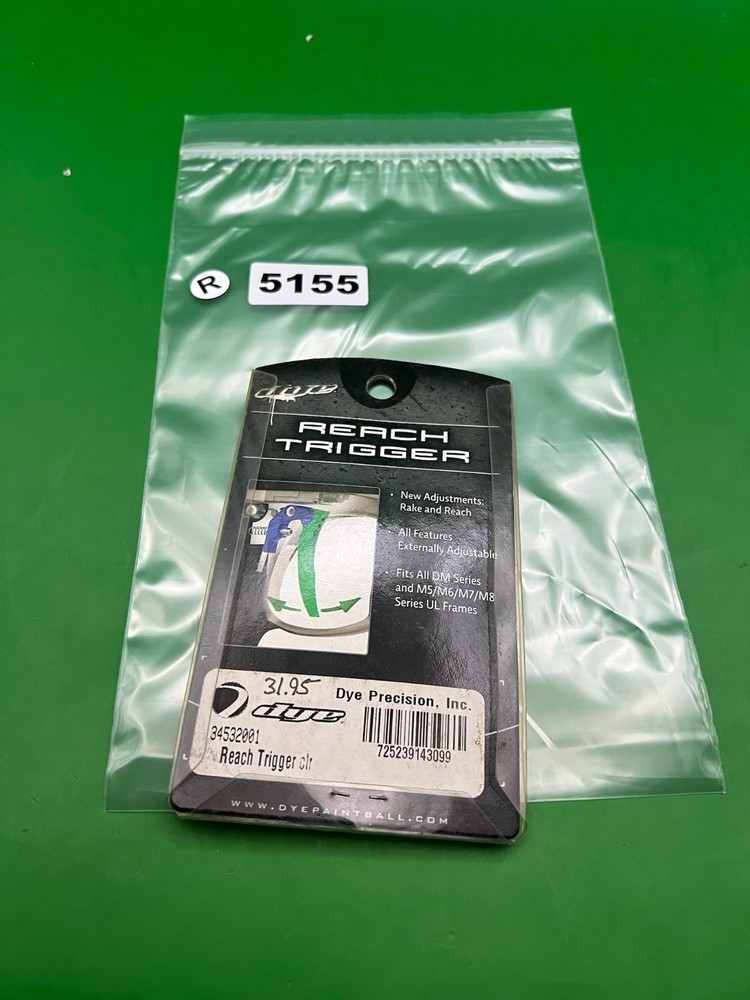 R
5155
dye
REACH
TRIGGER
• New Adjustments:
Rake and Reach
• All Features
Externally Adjustable
• Fits All DM Series
and M5/M6/M7/M8
Series UL Frames
31.95
Dye Precision, Inc.
dye
34532001
Reach Trigger clr
725239143099
WWW.DYEPAINTBALL.COM